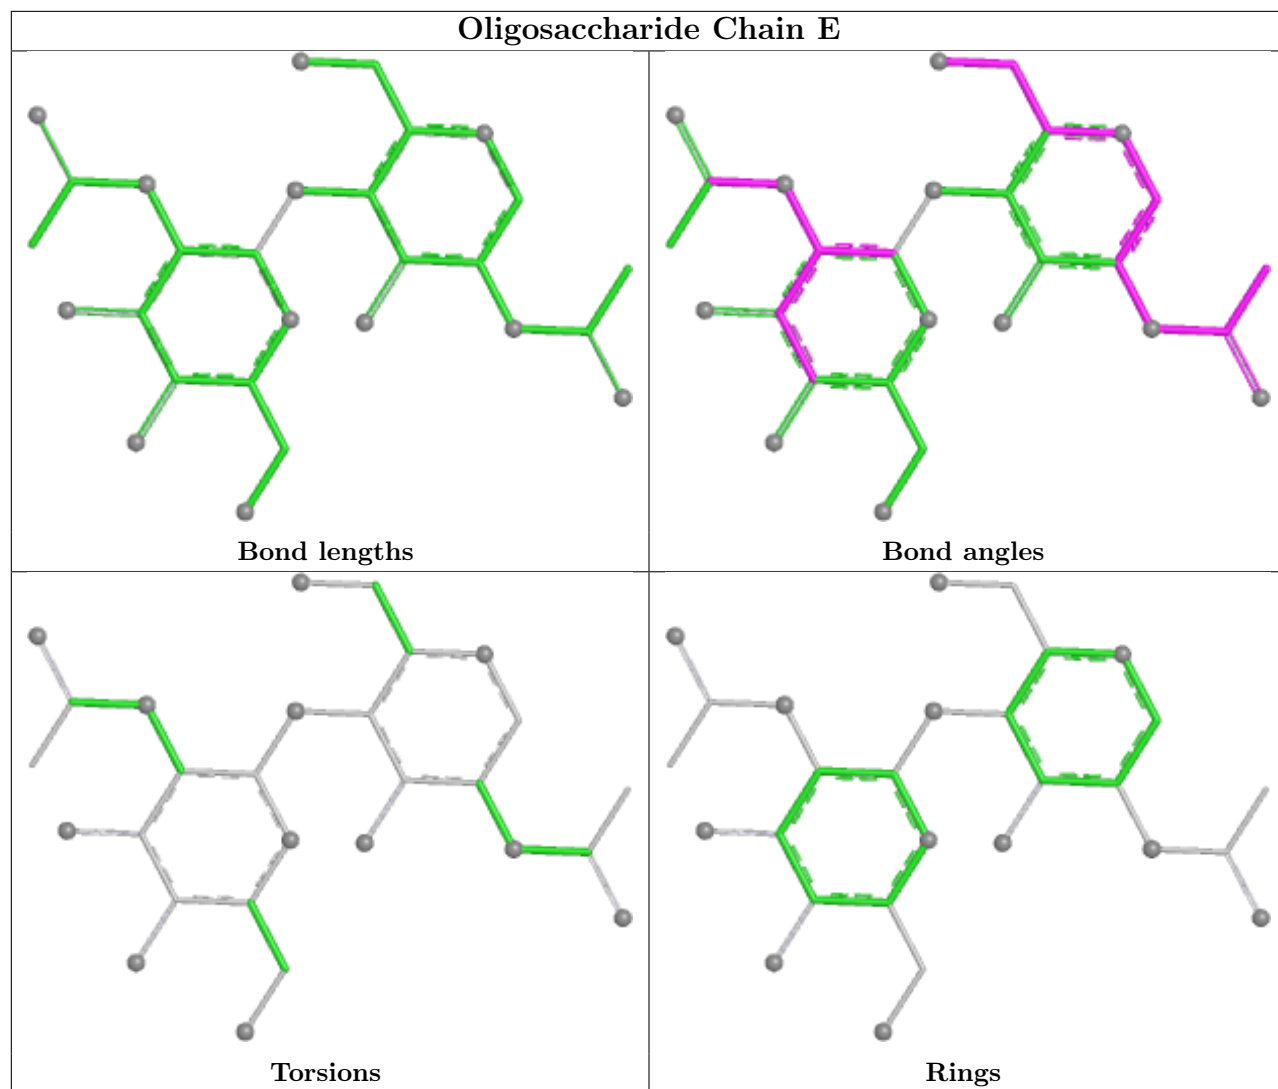 Oligosaccharide Chain E
Bond lengths
Bond angles
Torsions
Rings